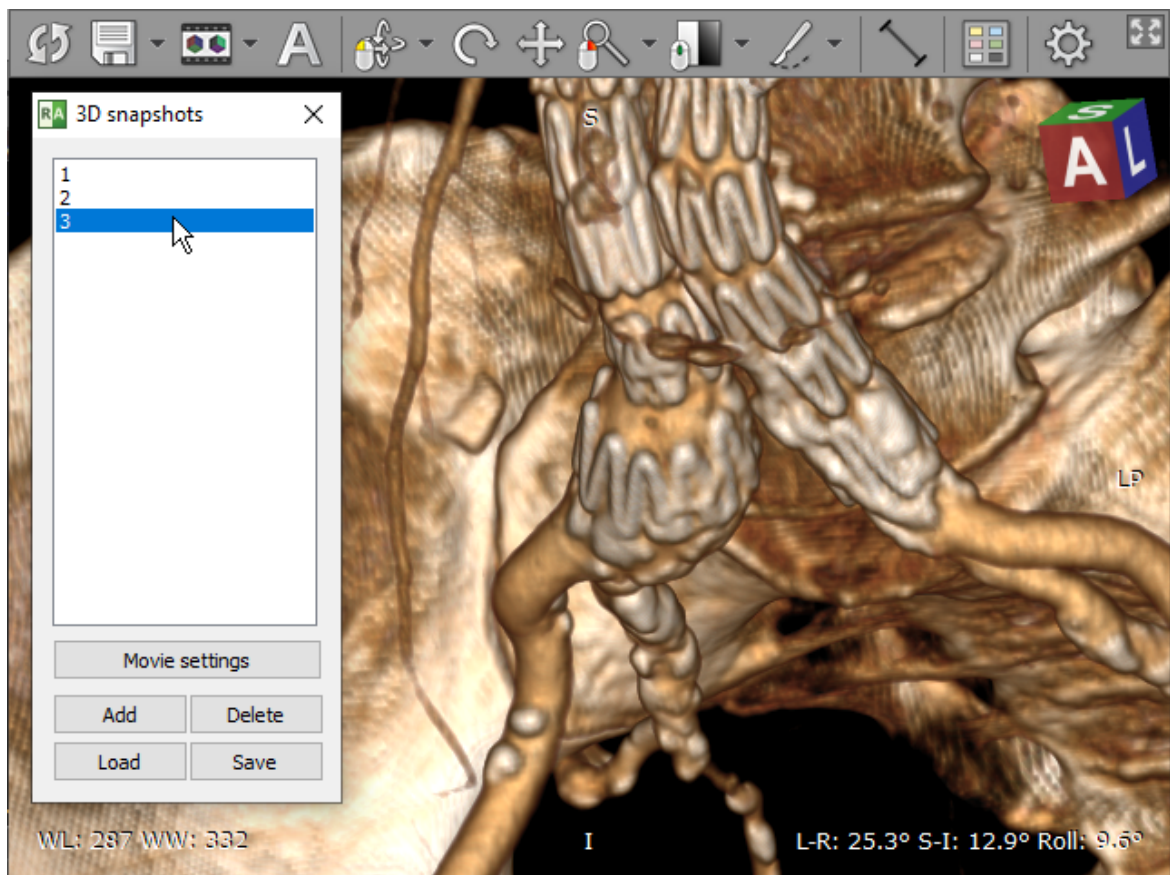 A
RA 3D snapshots
1
2
3
Movie settings
Add Delete
Load Save
S
S
A L
LP
WL: 287 WW: 332
I
L-R: 25.3° S-I: 12.9° Roll: 9.6°